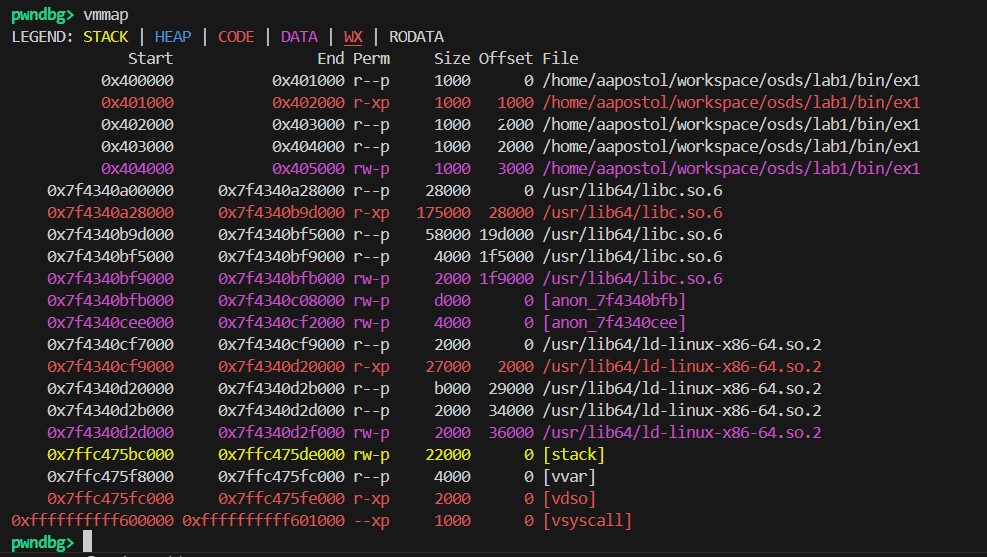 pwndbg> vmmap
LEGEND: STACK | HEAP | CODE | DATA | WX | RODATA
Start End Perm Size Offset File
0x400000 0x401000 r--p 1000 0 /home/aapostol/workspace/osds/lab1/bin/ex1
0x401000 0x402000 r-xp 1000 1000 /home/aapostol/workspace/osds/lab1/bin/ex1
0x402000 0x403000 r--p 1000 2000 /home/aapostol/workspace/osds/lab1/bin/ex1
0x403000 0x404000 r--p 1000 2000 /home/aapostol/workspace/osds/lab1/bin/ex1
0x404000 0x405000 rw-p 1000 3000 /home/aapostol/workspace/osds/lab1/bin/ex1
0x7f4340a00000 0x7f4340a28000 r--p 28000 0 /usr/lib64/libc.so.6
0x7f4340a28000 0x7f4340b9d000 r-xp 175000 28000 /usr/lib64/libc.so.6
0x7f4340b9d000 0x7f4340bf5000 r--p 58000 19d000 /usr/lib64/libc.so.6
0x7f4340bf5000 0x7f4340bf9000 r--p 4000 1f5000 /usr/lib64/libc.so.6
0x7f4340bf9000 0x7f4340bfb000 rw-p 2000 1f9000 /usr/lib64/libc.so.6
0x7f4340bfb000 0x7f4340c08000 rw-p d000 0 [anon_7f4340bfb]
0x7f4340cee000 0x7f4340cf2000 rw-p 4000 0 [anon_7f4340cee]
0x7f4340cf7000 0x7f4340cf9000 r--p 2000 0 /usr/lib64/ld-linux-x86-64.so.2
0x7f4340cf9000 0x7f4340d20000 r-xp 27000 2000 /usr/lib64/ld-linux-x86-64.so.2
0x7f4340d20000 0x7f4340d2b000 r--p b000 29000 /usr/lib64/ld-linux-x86-64.so.2
0x7f4340d2b000 0x7f4340d2d000 r--p 2000 34000 /usr/lib64/ld-linux-x86-64.so.2
0x7f4340d2d000 0x7f4340d2f000 rw-p 2000 36000 /usr/lib64/ld-linux-x86-64.so.2
0x7ffc475bc000 0x7ffc475de000 rw-p 22000 0 [stack]
0x7ffc475f8000 0x7ffc475fc000 r--p 4000 0 [vvar]
0x7ffc475fc000 0x7ffc475fe000 r-xp 2000 0 [vdso]
0xffffffffff600000 0xffffffffff601000 --xp 1000 0 [vsyscall]
pwndbg>